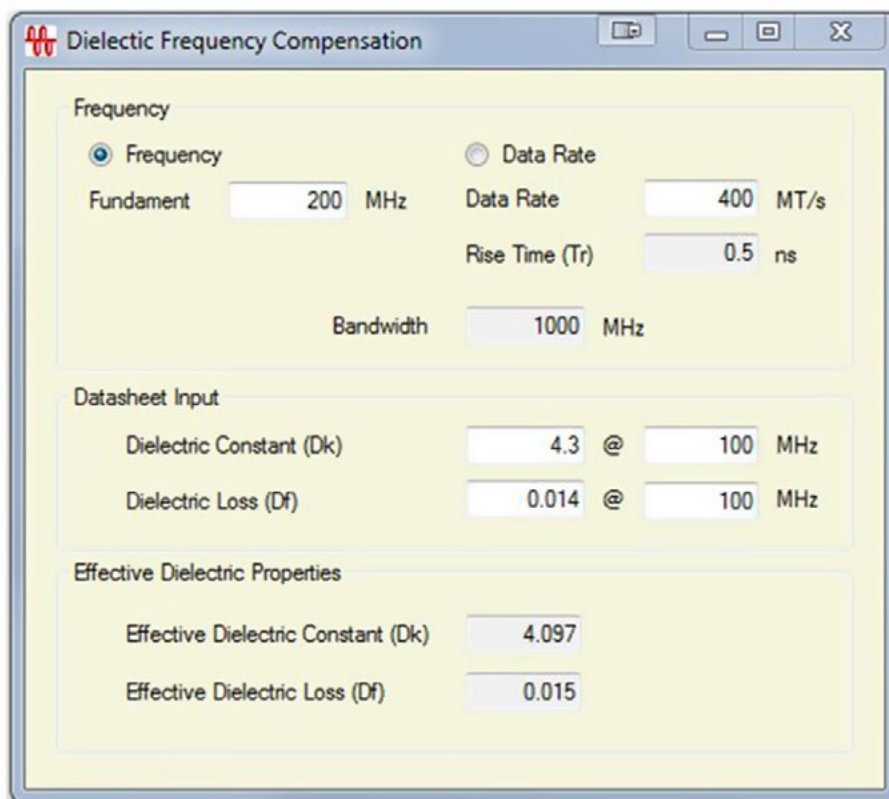 Dielectic Frequency Compensation
Frequency
Frequency Data Rate
Fundament 200 MHz Data Rate 400 MT/s
Rise Time (Tr) 0.5 ns
Bandwidth 1000 MHz
Datasheet Input
Dielectric Constant (Dk) 4.3 @ 100 MHz
Dielectric Loss (Df) 0.014 @ 100 MHz
Effective Dielectric Properties
Effective Dielectric Constant (Dk) 4.097
Effective Dielectric Loss (Df) 0.015